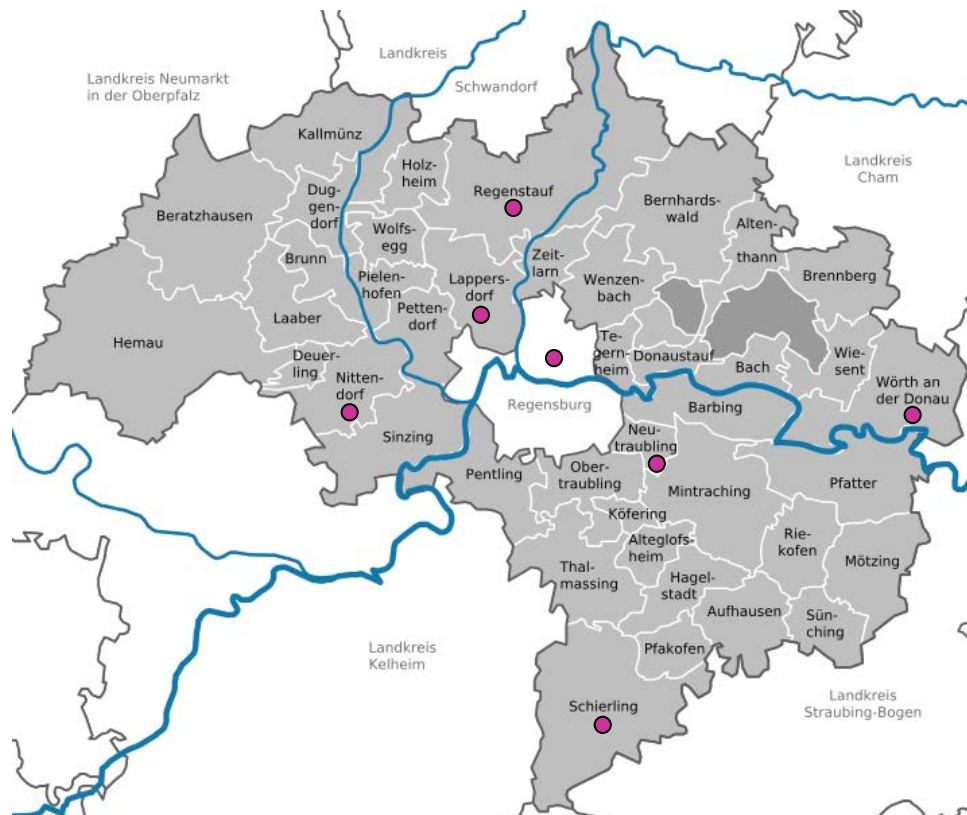 Landkreis
Landkreis Neumarkt
in der Oberpfalz
Schwandorf
Kallmünz
Landkreis
Cham
Holz-
heim
Regenstauf
Bernhards-
wald
Dug-
gen-
dorf
Beratzhausen
Alten-
thann
Wolfs-
egg
Zeit-
larn
Brunn
Brennberg
Pielen-
hofen
Lappers-
dorf
Wenzen-
bach
Petten-
dorf
Laaber
Hemau
Te-
gern-
heim
Donaustauf
Bach
Wie-
sent
Deuer-
ling
Nitten-
dorf
Wörth an
der Donau
Regensburg
Barbing
Sinzing
Neu-
traubling
Pentling
Ober-
traubling
Mintraching
Pfatter
Köfering
Alteglofs-
heim
Rie-
kofen
Mötzing
Thal-
massing
Hagel-
stadt
Aufhausen
Sün-
ching
Landkreis
Kelheim
Pfakofen
Landkreis
Straubing-Bogen
Schierling